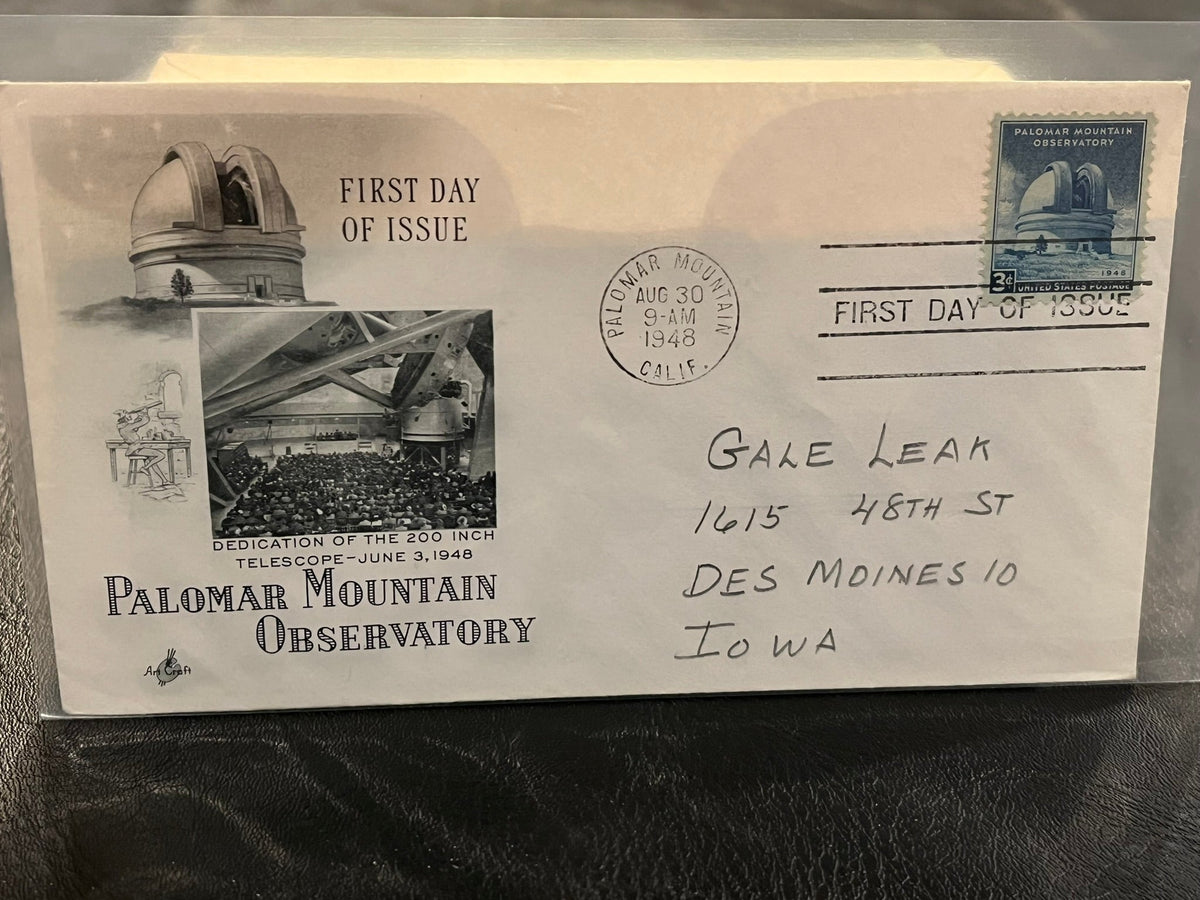 FIRST DAY
OF ISSUE
PALOMAR MOUNTAIN
OBSERVATORY
1948
3¢
UNITED STATES POSTAGE
PALOMAR MOUNTAIN
AUG 30
9-AM
1948
CALIF.
FIRST DAY OF ISSUE
GALE LEAK
1615 48TH ST
DES MOINES 10
IOWA
DEDICATION OF THE 200 INCH
TELESCOPE-JUNE 3, 1948
PALOMAR MOUNTAIN
OBSERVATORY
Art Craft